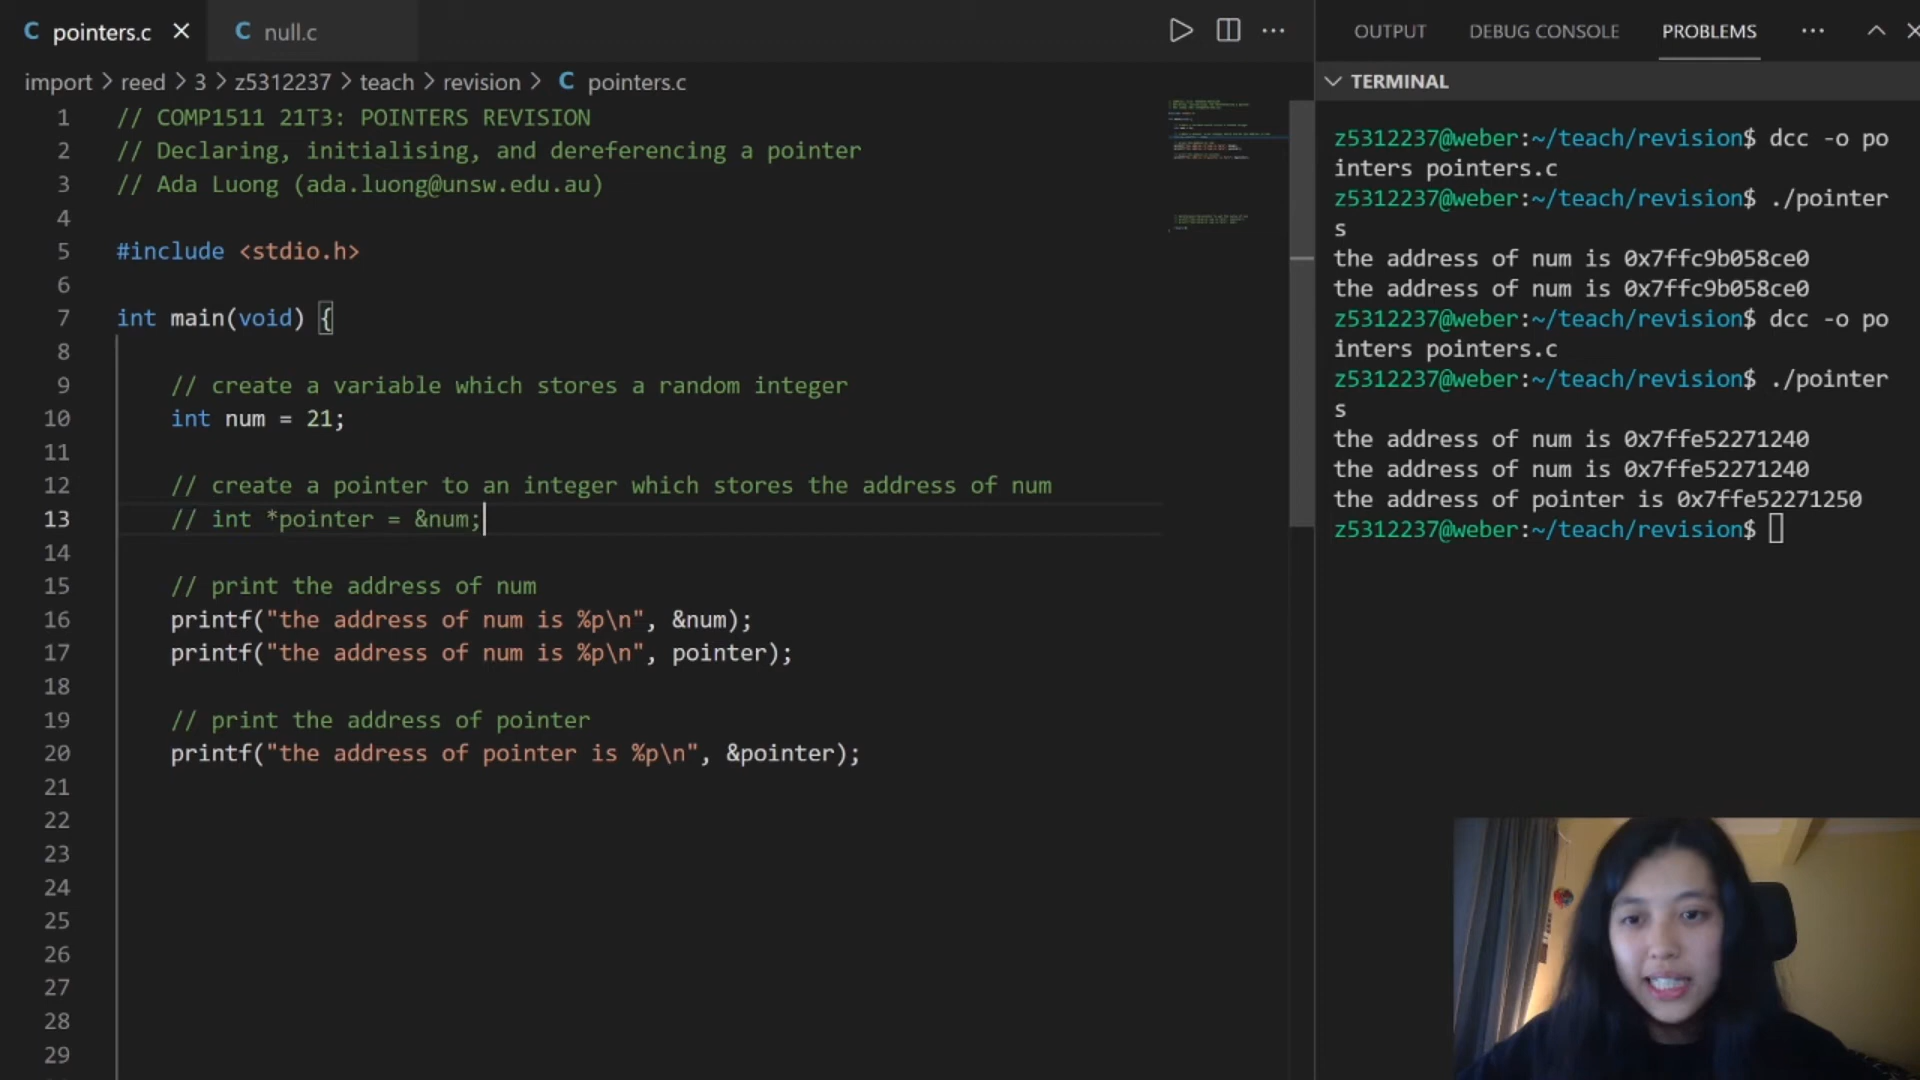 C pointers.c
C null.c
import > reed > 3 > z5312237 > teach > revision > C pointers.c
1 // COMP1511 21T3: POINTERS REVISION
2 // Declaring, initialising, and dereferencing a pointer
3 // Ada Luong (ada.luong@unsw.edu.au)
4
5 #include <stdio.h>
6
7 int main(void) {
8
9 // create a variable which stores a random integer
10 int num = 21;
11
12 // create a pointer to an integer which stores the address of num
13 // int *pointer = &num;
14
15 // print the address of num
16 printf("the address of num is %p\n", &num);
17 printf("the address of num is %p\n", pointer);
18
19 // print the address of pointer
20 printf("the address of pointer is %p\n", &pointer);
21
22
23
24
25
26
27
28
29
OUTPUT DEBUG CONSOLE PROBLEMS
TERMINAL
z5312237@weber:~/teach/revision$ dcc -o po
inters pointers.c
z5312237@weber:~/teach/revision$ ./pointer
s
the address of num is 0x7ffc9b058ce0
the address of num is 0x7ffc9b058ce0
z5312237@weber:~/teach/revision$ dcc -o po
inters pointers.c
z5312237@weber:~/teach/revision$ ./pointer
s
the address of num is 0x7ffe52271240
the address of num is 0x7ffe52271240
the address of pointer is 0x7ffe52271250
z5312237@weber:~/teach/revision$